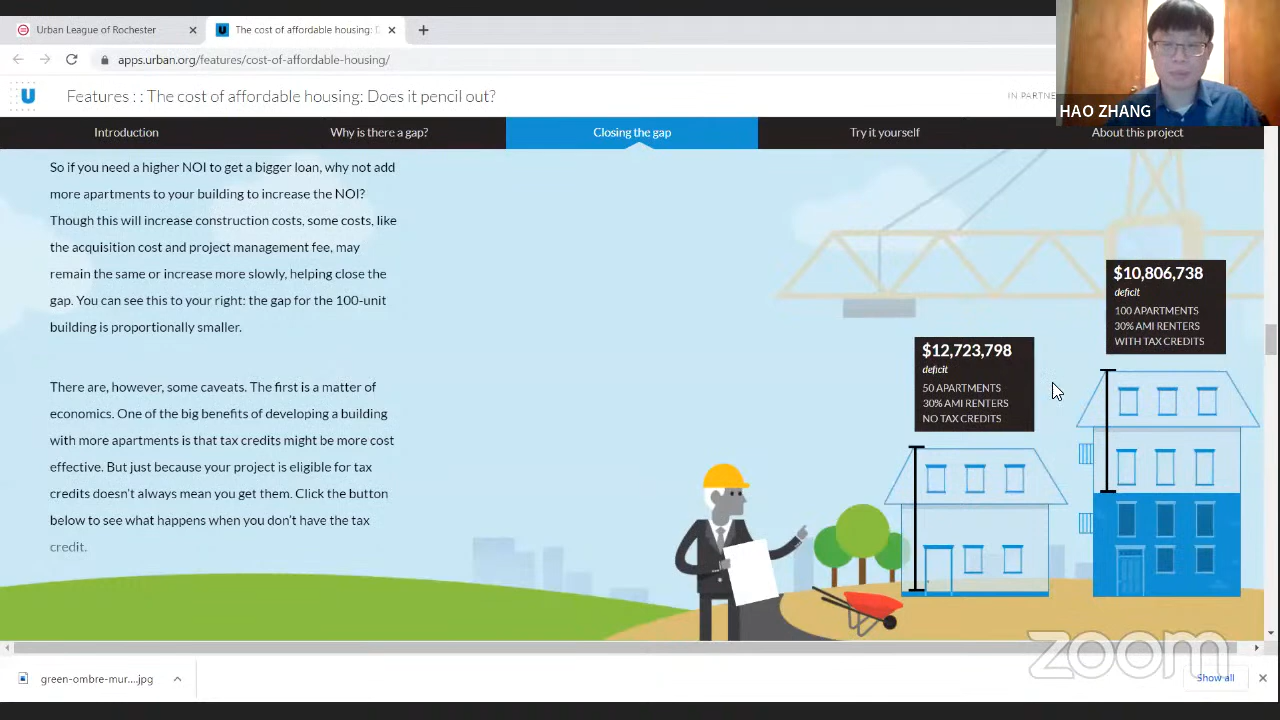 Urban League of Rochester
The cost of affordable housing: D
apps.urban.org/features/cost-of-affordable-housing/
Features : : The cost of affordable housing: Does it pencil out?
IN PARTNE
HAO ZHANG
Introduction
Why is there a gap?
Closing the gap
Try it yourself
About this project
So if you need a higher NOI to get a bigger loan, why not add
more apartments to your building to increase the NOI?
Though this will increase construction costs, some costs, like
the acquisition cost and project management fee, may
remain the same or increase more slowly, helping close the
gap. You can see this to your right: the gap for the 100-unit
building is proportionally smaller.
There are, however, some caveats. The first is a matter of
economics. One of the big benefits of developing a building
with more apartments is that tax credits might be more cost
effective. But just because your project is eligible for tax
credits doesn't always mean you get them. Click the button
below to see what happens when you don't have the tax
credit.
$12,723,798
deficit
50 APARTMENTS
30% AMI RENTERS
NO TAX CREDITS
$10,806,738
deficit
100 APARTMENTS
30% AMI RENTERS
WITH TAX CREDITS
zoom
green-ombre-mur....jpg
Show all